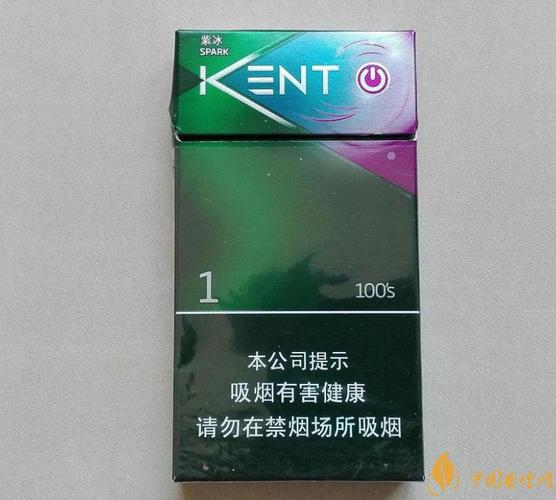 紫冰
SPARK
KENT
1
100's
本公司提示
吸烟有害健康
请勿在禁烟场所吸烟